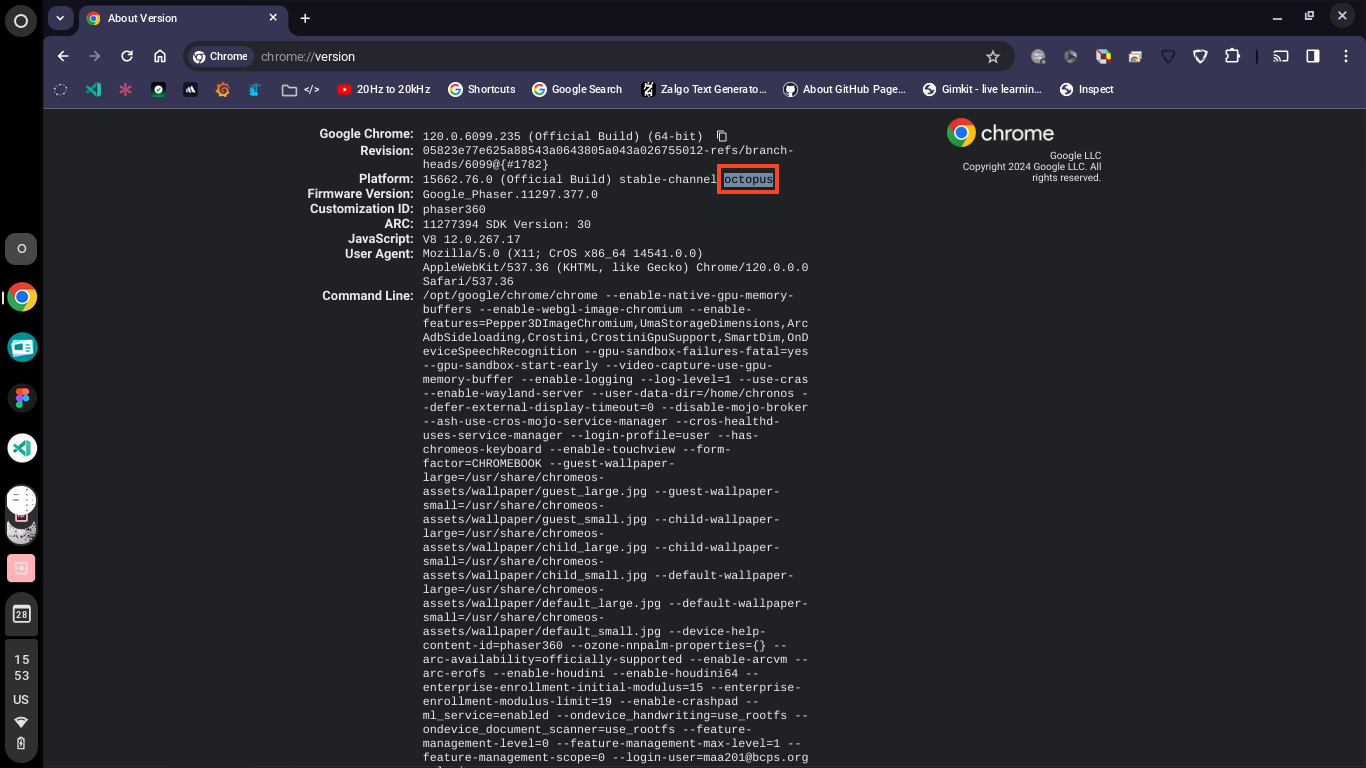 About Version
Chrome
chrome://version
</>
20Hz to 20kHz
Shortcuts
Google Search
Zalgo Text Generato...
About GitHub Page...
Gimkit - live learnin...
Inspect
Google Chrome: 120.0.6099.235 (Official Build) (64-bit)
Revision: 05823e77e625a88543a0643805a043a026755012-refs/branch-
heads/6099@{#1782}
Platform: 15662.76.0 (Official Build) stable-channel octopus
Firmware Version: Google_Phaser.11297.377.0
Customization ID: phaser360
ARC: 11277394 SDK Version: 30
JavaScript: V8 12.0.267.17
User Agent: Mozilla/5.0 (X11; CrOS x86_64 14541.0.0)
AppleWebKit/537.36 (KHTML, like Gecko) Chrome/120.0.0.0
Safari/537.36
Command Line: /opt/google/chrome/chrome --enable-native-gpu-memory-
buffers --enable-webgl-image-chromium --enable-
features=Pepper3DImageChromium,UmaStorageDimensions,Arc
AdbSideloading,Crostini,CrostiniGpuSupport,SmartDim,OnD
eviceSpeechRecognition --gpu-sandbox-failures-fatal=yes
--gpu-sandbox-start-early --video-capture-use-gpu-
memory-buffer --enable-logging --log-level=1 --use-cras
--enable-wayland-server --user-data-dir=/home/chronos -
-defer-external-display-timeout=0 --disable-mojo-broker
--ash-use-cros-mojo-service-manager --cros-healthd-
uses-service-manager --login-profile=user --has-
chromeos-keyboard --enable-touchview --form-
factor=CHROMEBOOK --guest-wallpaper-
large=/usr/share/chromeos-
assets/wallpaper/guest_large.jpg --guest-wallpaper-
small=/usr/share/chromeos-
assets/wallpaper/guest_small.jpg --child-wallpaper-
large=/usr/share/chromeos-
assets/wallpaper/child_large.jpg --child-wallpaper-
small=/usr/share/chromeos-
assets/wallpaper/child_small.jpg --default-wallpaper-
large=/usr/share/chromeos-
assets/wallpaper/default_large.jpg --default-wallpaper-
small=/usr/share/chromeos-
assets/wallpaper/default_small.jpg --device-help-
content-id=phaser360 --ozone-nnpalm-properties={} --
arc-availability=officially-supported --enable-arcvm --
arc-erofs --enable-houdini --enable-houdini64 --
enterprise-enrollment-initial-modulus=15 --enterprise-
enrollment-modulus-limit=19 --enable-crashpad --
ml_service=enabled --ondevice_handwriting=use_rootfs --
ondevice_document_scanner=use_rootfs --feature-
management-level=0 --feature-management-max-level=1 --
feature-management-scope=0 --login-user=maa201@bcps.org
chrome
Google LLC
Copyright 2024 Google LLC. All
rights reserved.
28
15
53
US